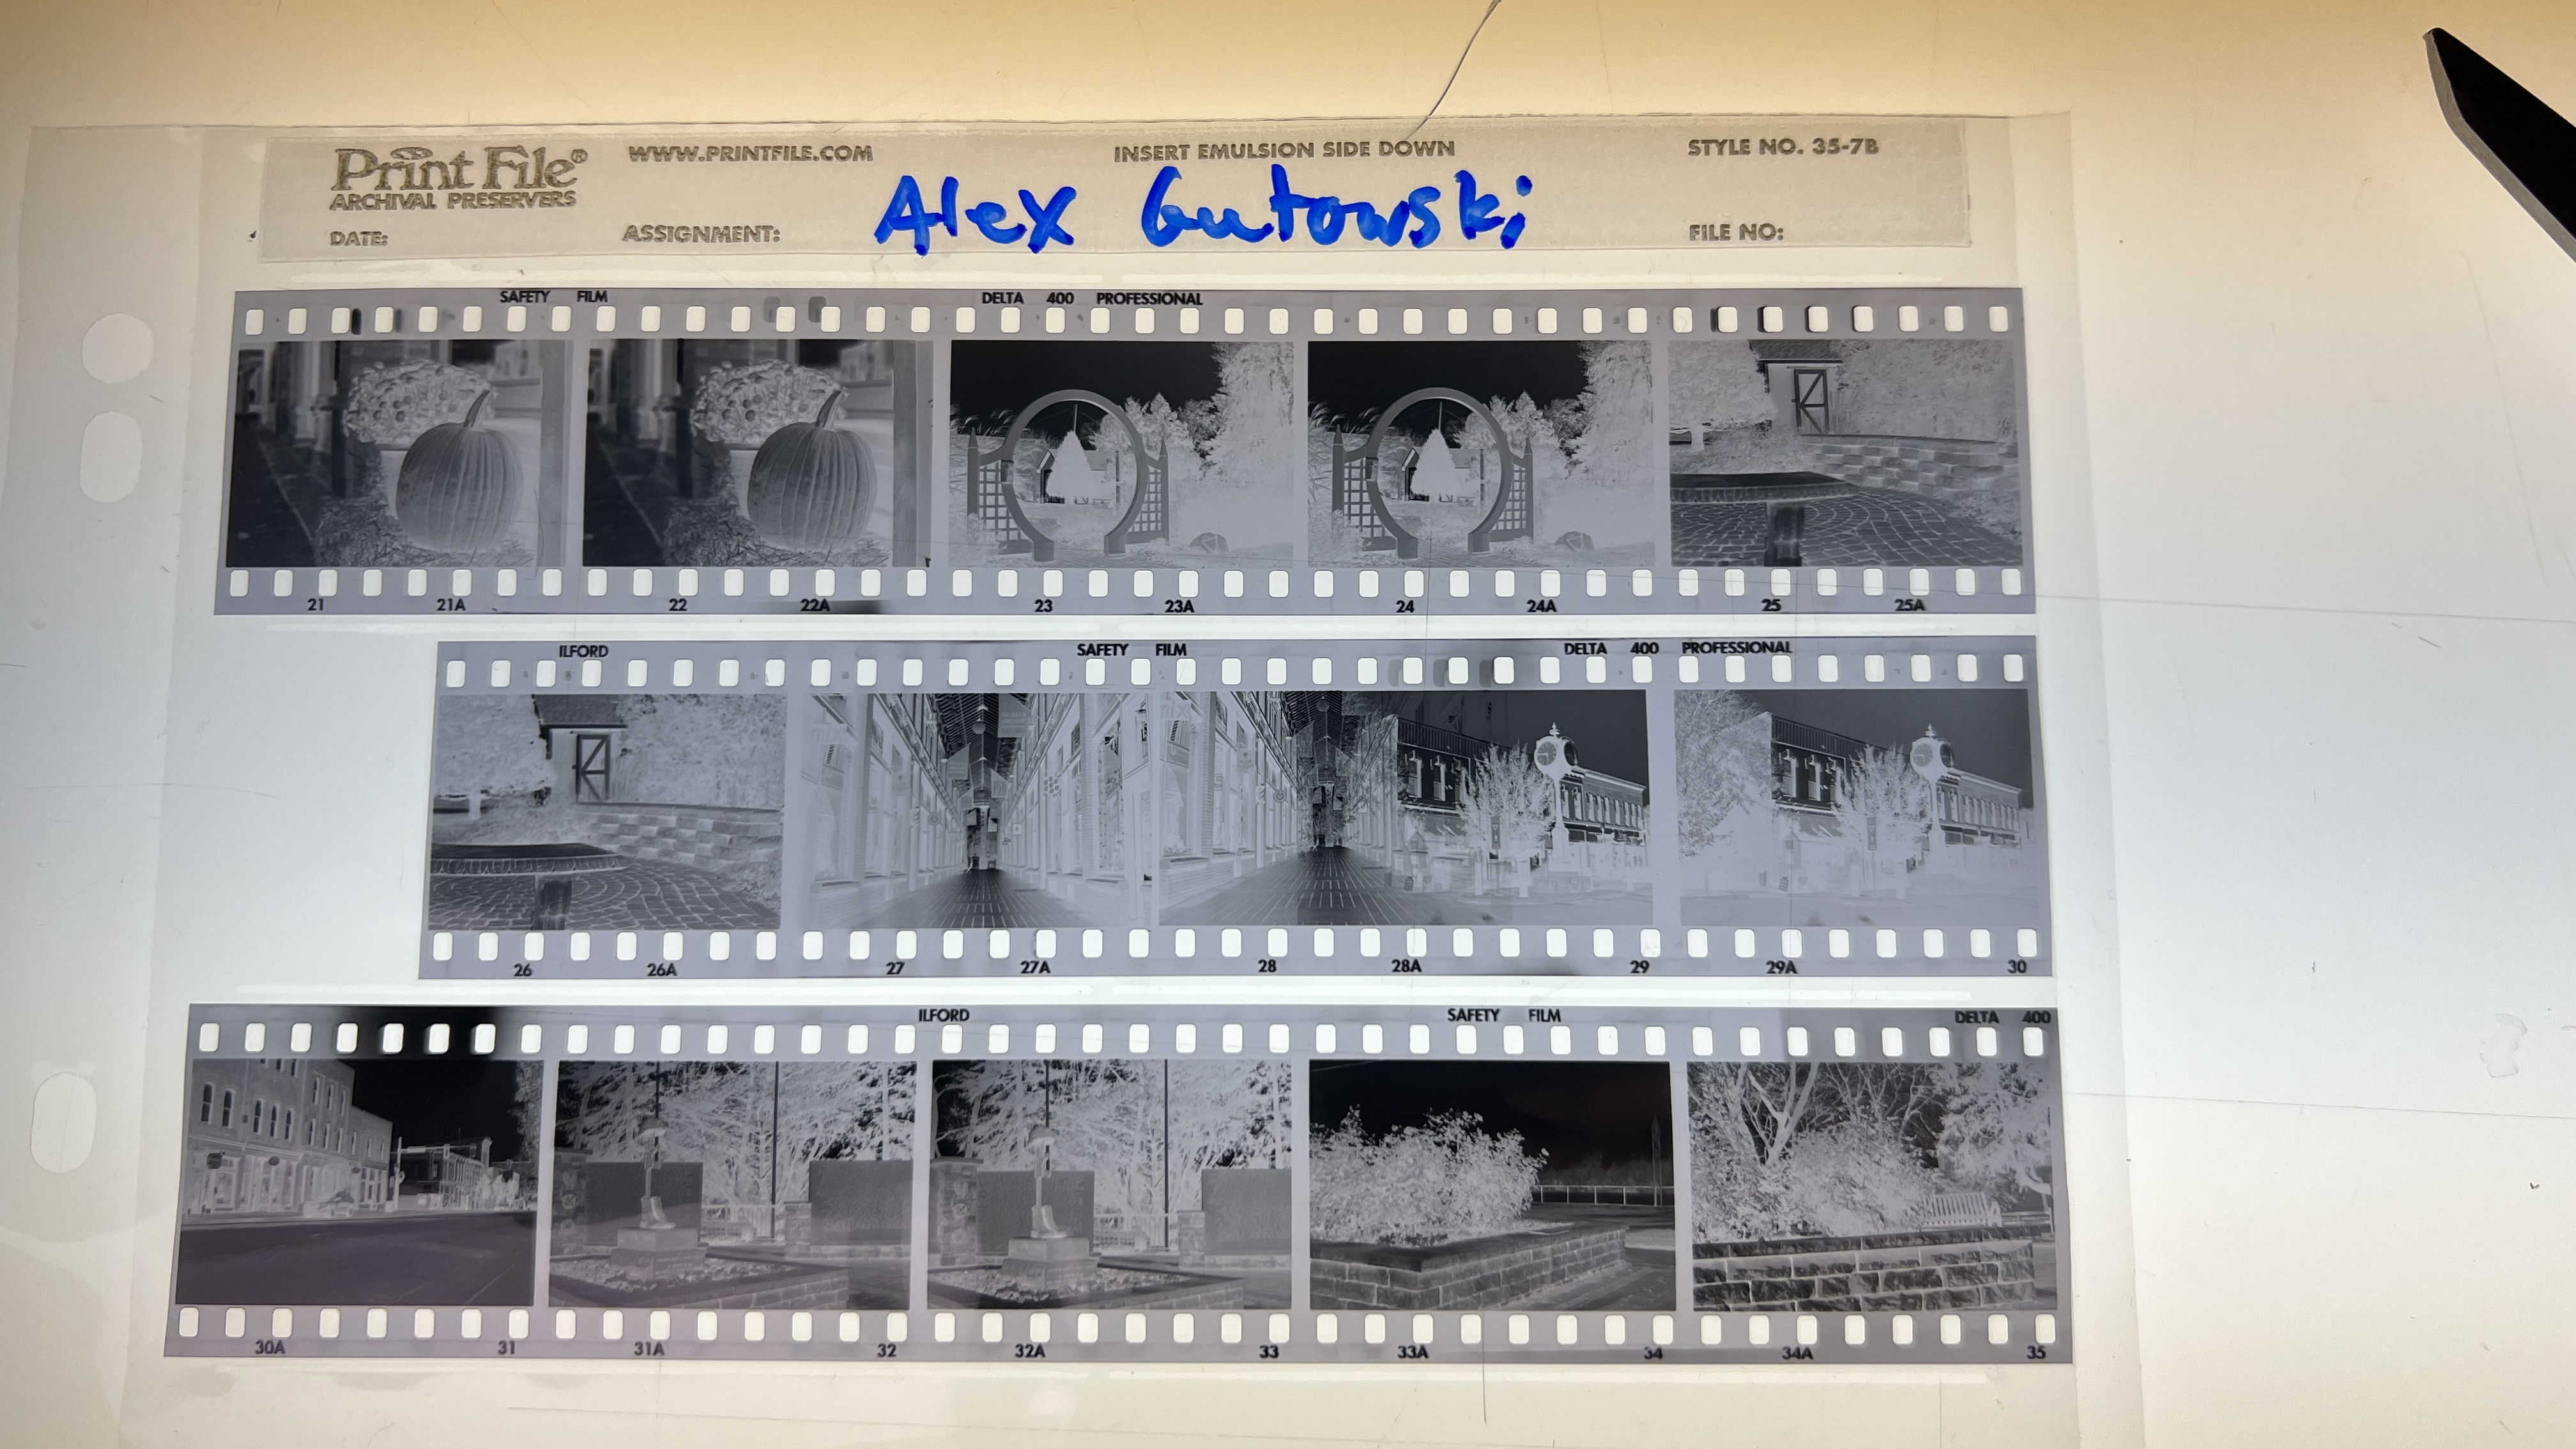 Print File® WWW.PRINTFILE.COM INSERT EMULSION SIDE DOWN STYLE NO. 35-7B
ARCHIVAL PRESERVERS
DATE: ASSIGNMENT: Alex Gutowski FILE NO:
SAFETY FILM DELTA 400 PROFESSIONAL
21 21A 22 22A 23 23A 24 24A 25 25A
ILFORD SAFETY FILM DELTA 400 PROFESSIONAL
26 26A 27 27A 28 28A 29 29A 30
ILFORD SAFETY FILM DELTA 400
30A 31 31A 32 32A 33 33A 34 34A 35